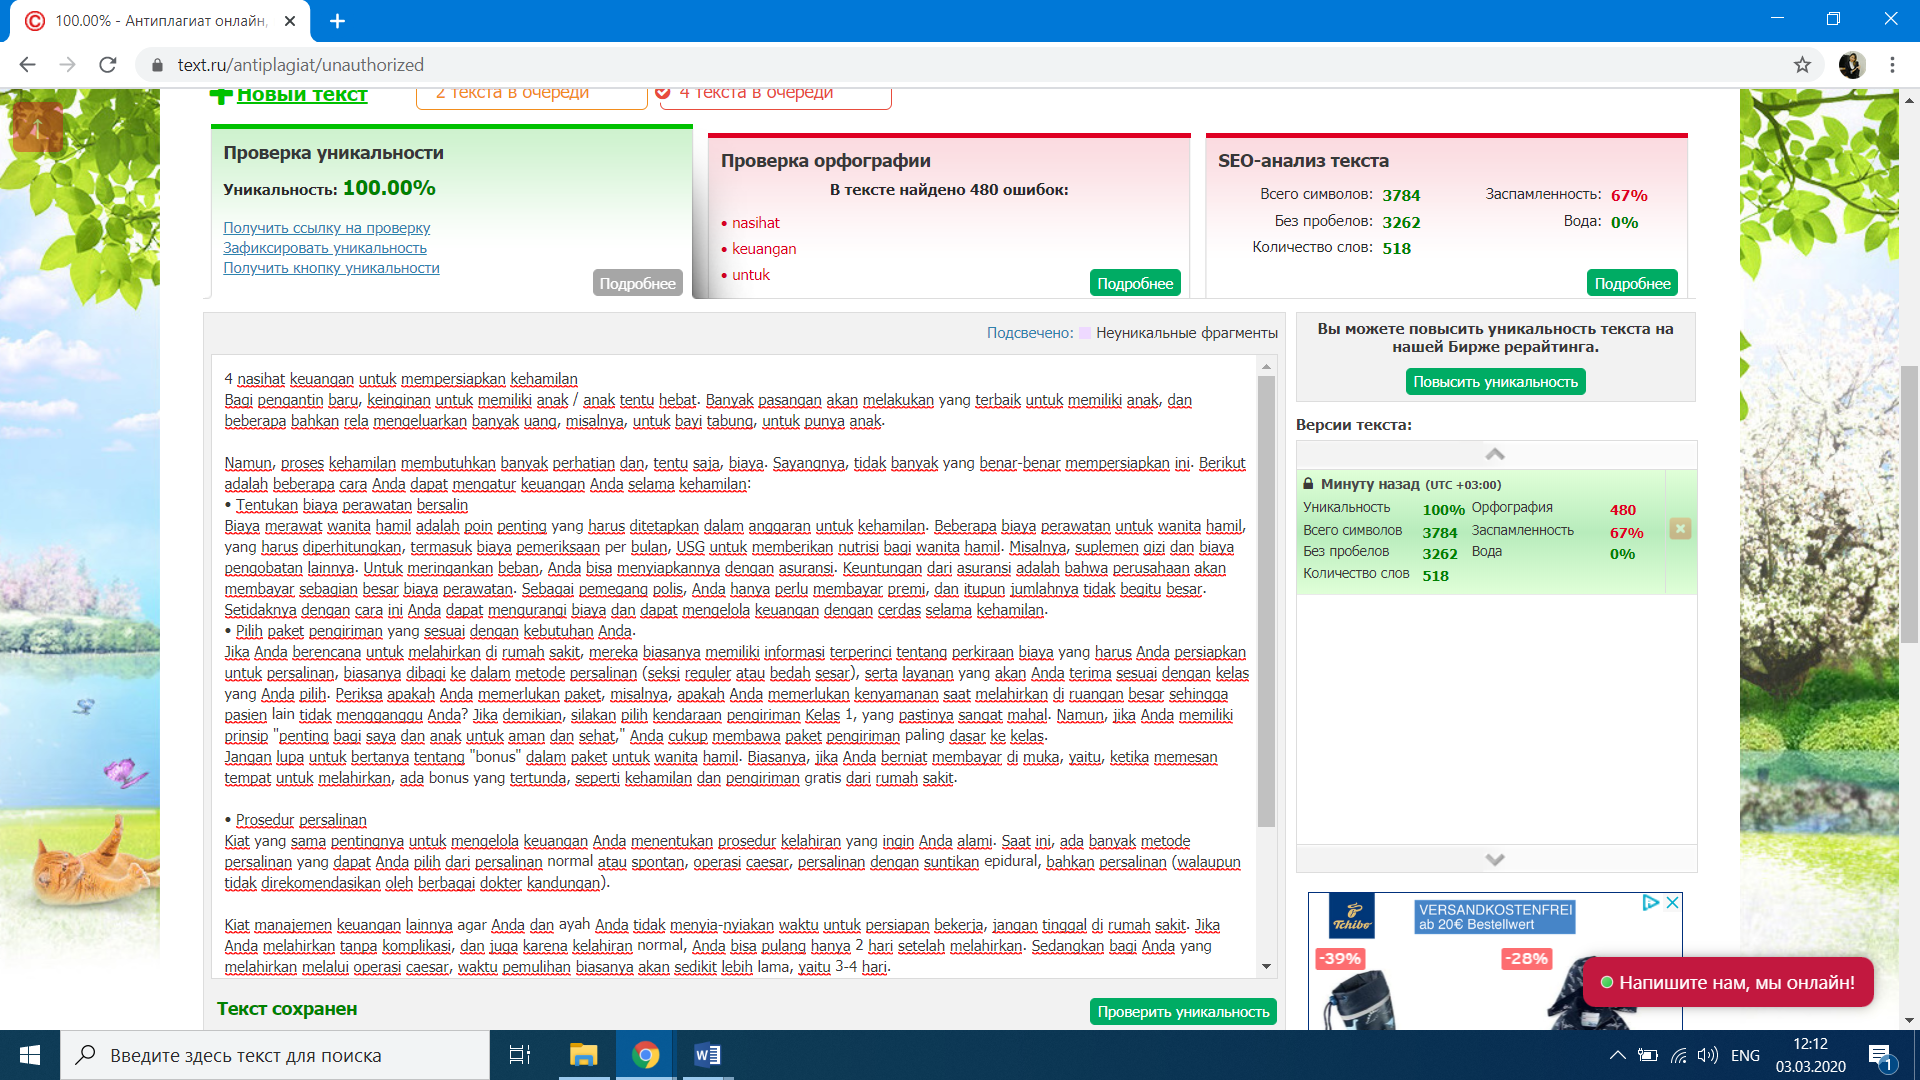 100.00% - Антиплагиат онлайн,
text.ru/antiplagiat/unauthorized
Новый текст
2 текста в очереди
4 текста в очереди
Проверка уникальности
Уникальность: 100.00%
Получить ссылку на проверку
Зафиксировать уникальность
Получить кнопку уникальности
Подробнее
Проверка орфографии
В тексте найдено 480 ошибок:
• nasihat
• keuangan
• untuk
Подробнее
SEO-анализ текста
Всего символов: 3784 Заспамленность: 67%
Без пробелов: 3262 Вода: 0%
Количество слов: 518
Подробнее
Подсвечено: Неуникальные фрагменты
4 nasihat keuangan untuk mempersiapkan kehamilan
Bagi pengantin baru, keinginan untuk memiliki anak / anak tentu hebat. Banyak pasangan akan melakukan yang terbaik untuk memiliki anak, dan
beberapa bahkan rela mengeluarkan banyak uang, misalnya, untuk bayi tabung, untuk punya anak.
Namun, proses kehamilan membutuhkan banyak perhatian dan, tentu saja, biaya. Sayangnya, tidak banyak yang benar-benar mempersiapkan ini. Berikut
adalah beberapa cara Anda dapat mengatur keuangan Anda selama kehamilan:
• Tentukan biaya perawatan bersalin
Biaya merawat wanita hamil adalah poin penting yang harus ditetapkan dalam anggaran untuk kehamilan. Beberapa biaya perawatan untuk wanita hamil,
yang harus diperhitungkan, termasuk biaya pemeriksaan per bulan, USG untuk memberikan nutrisi bagi wanita hamil. Misalnya, suplemen gizi dan biaya
pengobatan lainnya. Untuk meringankan beban, Anda bisa menyiapkannya dengan asuransi. Keuntungan dari asuransi adalah bahwa perusahaan akan
membayar sebagian besar biaya perawatan. Sebagai pemegang polis, Anda hanya perlu membayar premi, dan itupun jumlahnya tidak begitu besar.
Setidaknya dengan cara ini Anda dapat mengurangi biaya dan dapat mengelola keuangan dengan cerdas selama kehamilan.
• Pilih paket pengiriman yang sesuai dengan kebutuhan Anda.
Jika Anda berencana untuk melahirkan di rumah sakit, mereka biasanya memiliki informasi terperinci tentang perkiraan biaya yang harus Anda persiapkan
untuk persalinan, biasanya dibagi ke dalam metode persalinan (seksi reguler atau bedah sesar), serta layanan yang akan Anda terima sesuai dengan kelas
yang Anda pilih. Periksa apakah Anda memerlukan paket, misalnya, apakah Anda memerlukan kenyamanan saat melahirkan di ruangan besar sehingga
pasien lain tidak mengganggu Anda? Jika demikian, silakan pilih kendaraan pengiriman Kelas 1, yang pastinya sangat mahal. Namun, jika Anda memiliki
prinsip "penting bagi saya dan anak untuk aman dan sehat," Anda cukup membawa paket pengiriman paling dasar ke kelas.
Jangan lupa untuk bertanya tentang "bonus" dalam paket untuk wanita hamil. Biasanya, jika Anda berniat membayar di muka, yaitu, ketika memesan
tempat untuk melahirkan, ada bonus yang tertunda, seperti kehamilan dan pengiriman gratis dari rumah sakit.
• Prosedur persalinan
Kiat yang sama pentingnya untuk mengelola keuangan Anda menentukan prosedur kelahiran yang ingin Anda alami. Saat ini, ada banyak metode
persalinan yang dapat Anda pilih dari persalinan normal atau spontan, operasi caesar, persalinan dengan suntikan epidural, bahkan persalinan (walaupun
tidak direkomendasikan oleh berbagai dokter kandungan).
Kiat manajemen keuangan lainnya agar Anda dan ayah Anda tidak menyia-nyiakan waktu untuk persiapan bekerja, jangan tinggal di rumah sakit. Jika
Anda melahirkan tanpa komplikasi, dan juga karena kelahiran normal, Anda bisa pulang hanya 2 hari setelah melahirkan. Sedangkan bagi Anda yang
melahirkan melalui operasi caesar, waktu pemulihan biasanya akan sedikit lebih lama, yaitu 3-4 hari.
Текст сохранен
Проверить уникальность
Вы можете повысить уникальность текста на
нашей Бирже рерайтинга.
Повысить уникальность
Версии текста:
Минуту назад (UTC +03:00)
Уникальность 100% Орфография 480
Всего символов 3784 Заспамленность 67%
Без пробелов 3262 Вода 0%
Количество слов 518
Tchibo
VERSANDKOSTENFREI
ab 20€ Bestellwert
-39%
-28%
Напишите нам, мы онлайн!
Введите здесь текст для поиска
ENG
12:12
03.03.2020
1